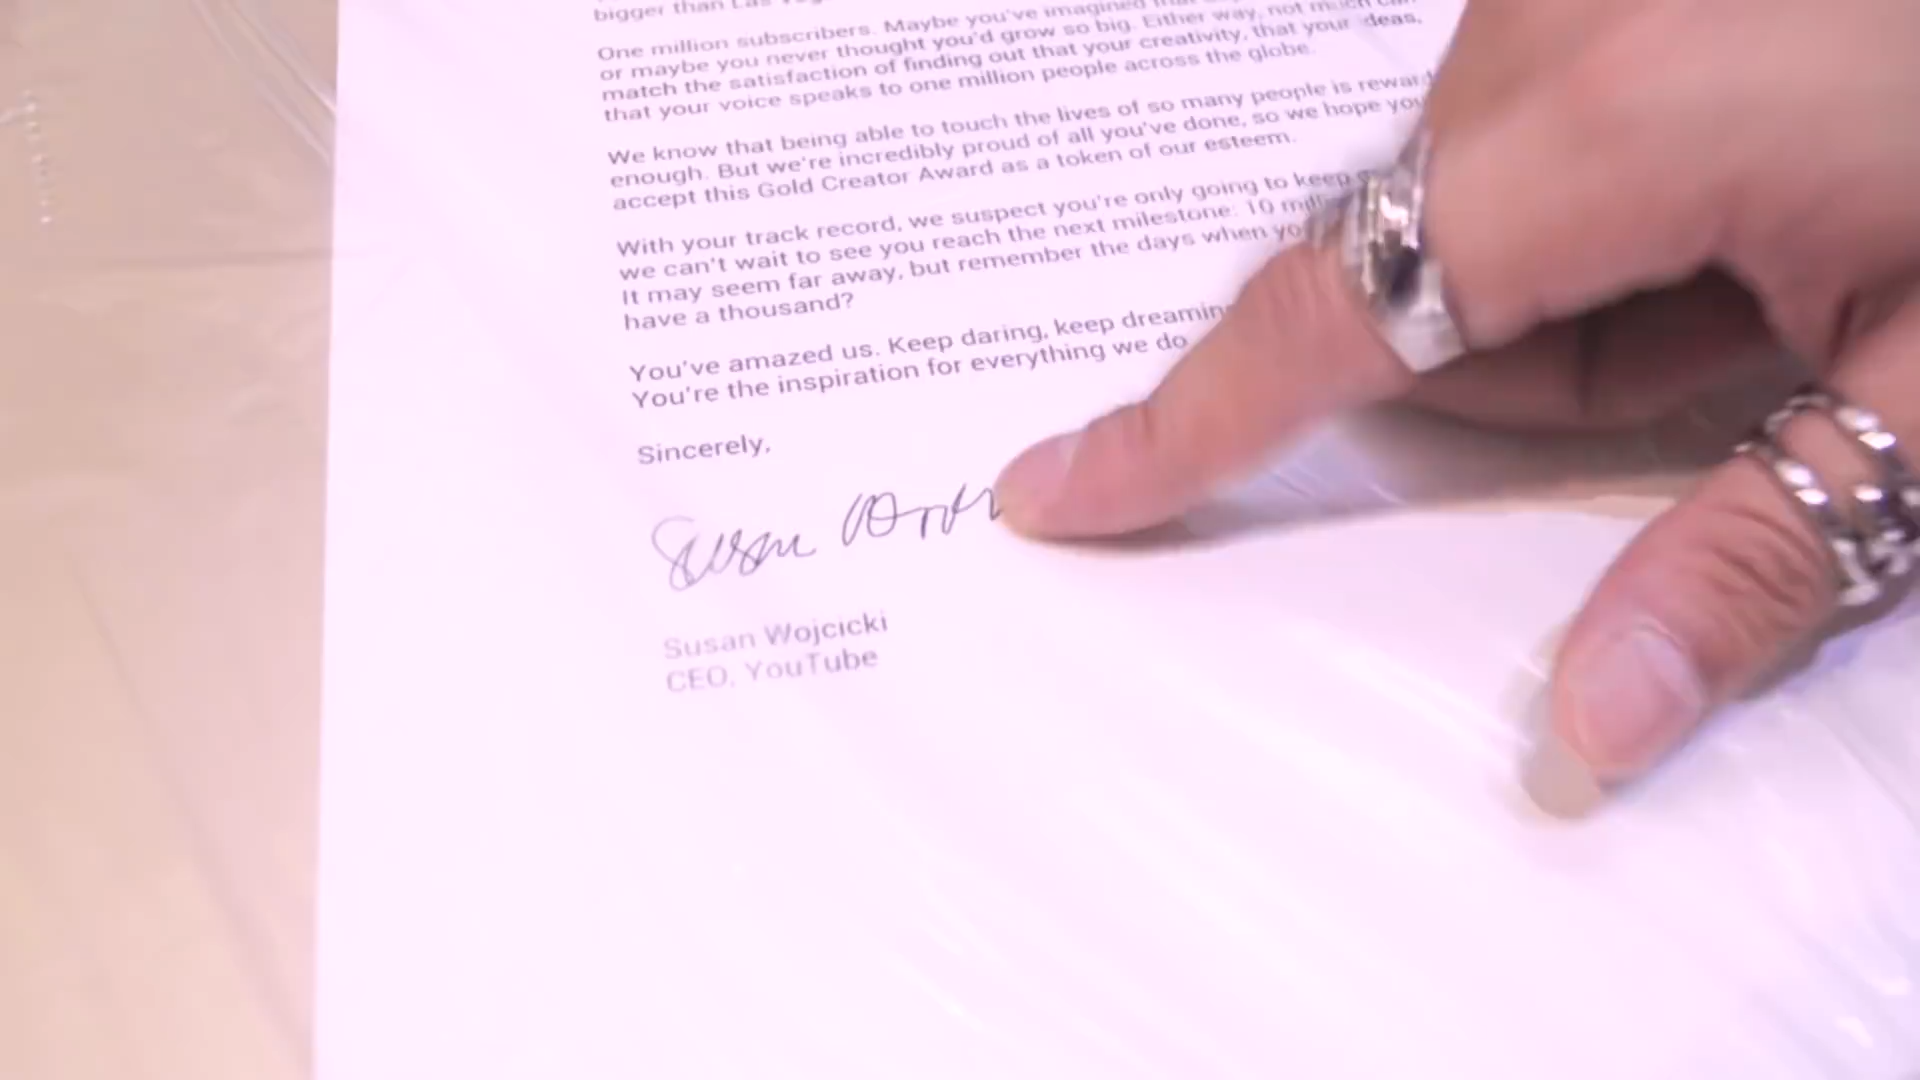 bigger than Las
One million subscribers. Maybe you've imagined
or maybe you never thought you'd grow so big. Either way, not much can
match the satisfaction of finding out that your creativity, that your ideas,
that your voice speaks to one million people across the globe.
We know that being able to touch the lives of so many people is reward
enough. But we're incredibly proud of all you've done, so we hope you
accept this Gold Creator Award as a token of our esteem.
With your track record, we suspect you're only going to keep
we can't wait to see you reach the next milestone: 10 milli
It may seem far away, but remember the days when yo
have a thousand?
You've amazed us. Keep daring, keep dreaming
You're the inspiration for everything we do
Sincerely,
Susan
Susan Wojcicki
CEO, YouTube